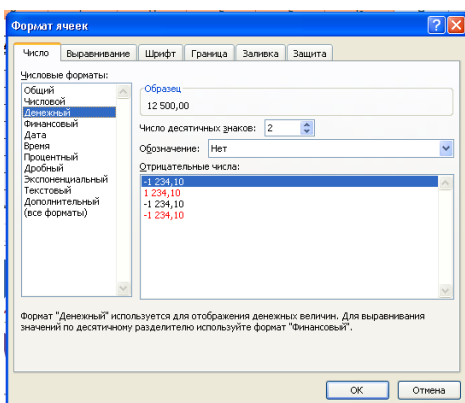 Формат ячеек
Число Выравнивание Шрифт Граница Заливка Защита
Числовые форматы:
Общий
Числовой
Денежный
Финансовый
Дата
Время
Процентный
Дробный
Экспоненциальный
Текстовый
Дополнительный
(все форматы)
Образец
12 500,00
Число десятичных знаков: 2
Обозначение: Нет
Отрицательные числа:
-1 234,10
1 234,10
-1 234,10
-1 234,10
Формат "Денежный" используется для отображения денежных величин. Для выравнивания
значений по десятичному разделителю используйте формат "Финансовый".
ОК Отмена